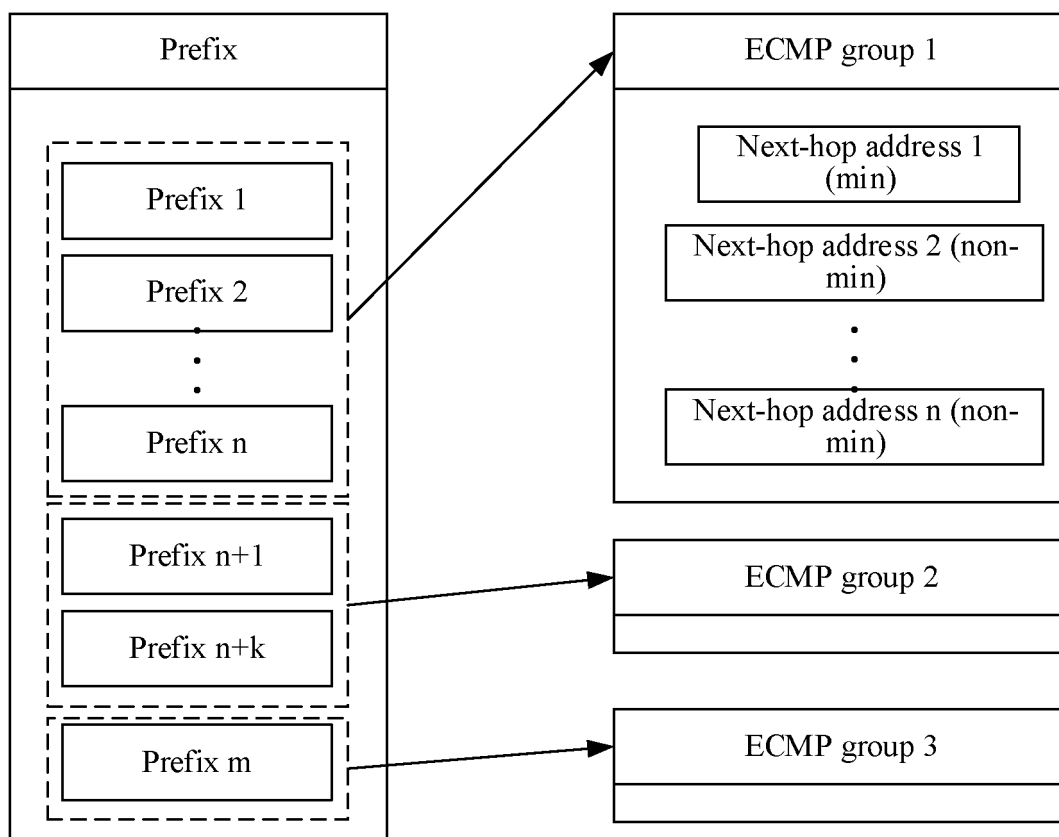 Prefix
Prefix 1
Prefix 2
Prefix n
Prefix n+1
Prefix n+k
Prefix m
ECMP group 1
Next-hop address 1
(min)
Next-hop address 2 (non-
min)
Next-hop address n (non-
min)
ECMP group 2
ECMP group 3